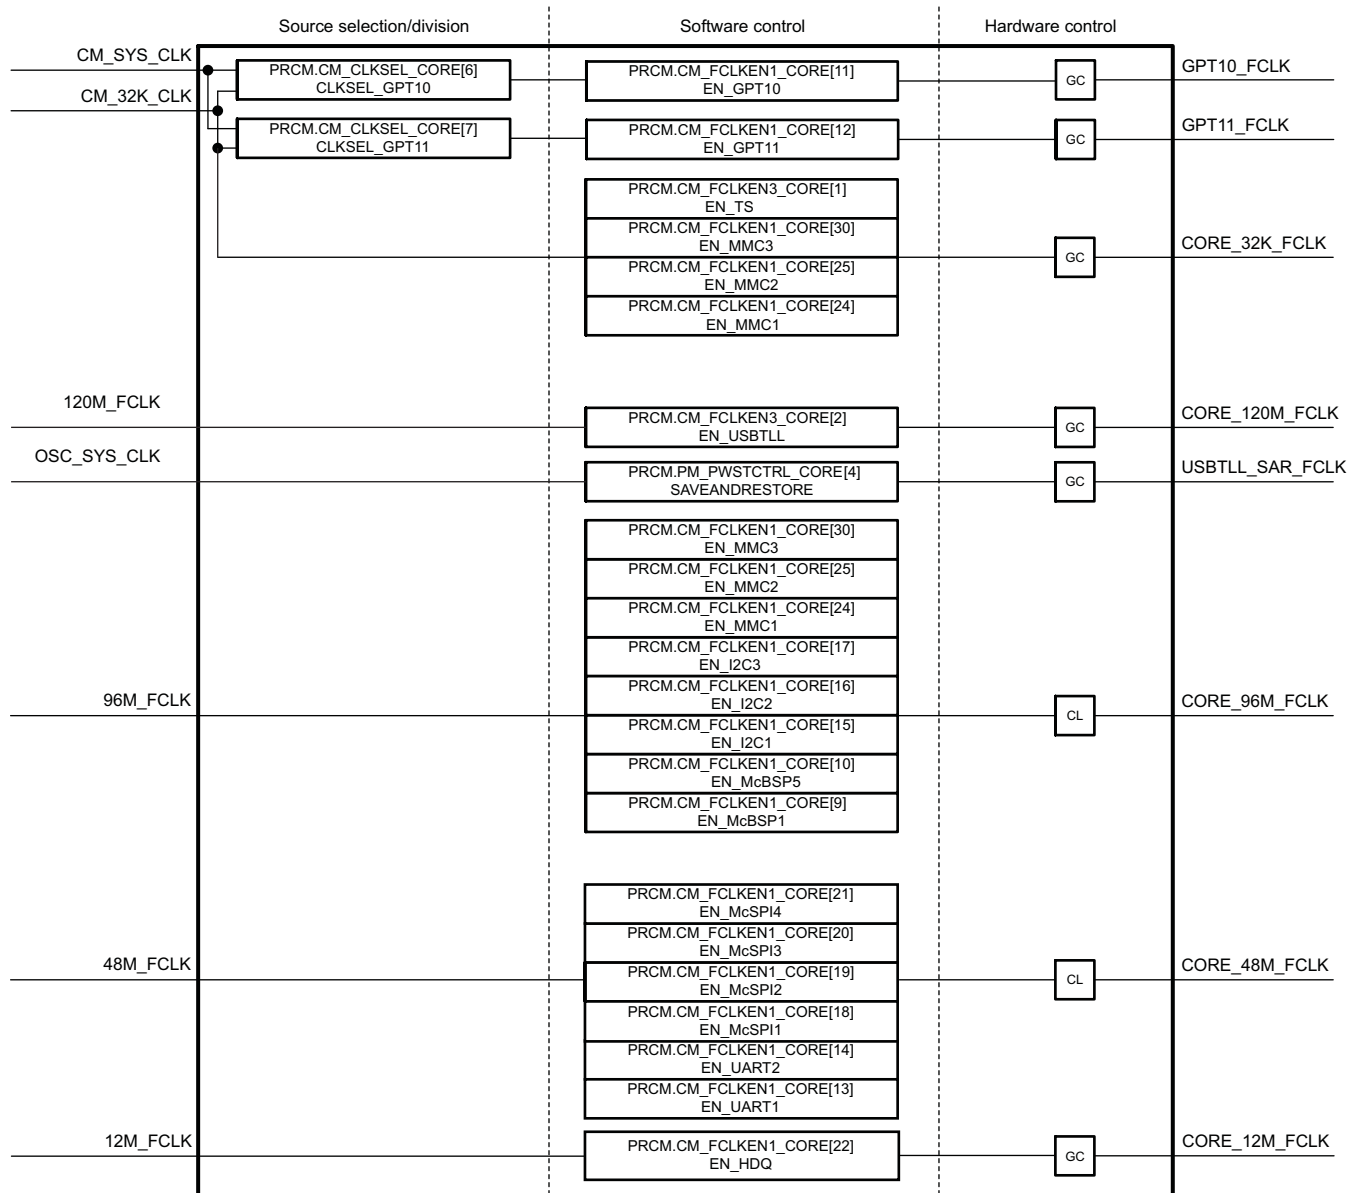 Source selection/division
Software control
Hardware control
CM_SYS_CLK
PRCM.CM_CLKSEL_CORE[6]
CLKSEL_GPT10
PRCM.CM_FCLKEN1_CORE[11]
EN_GPT10
GC
GPT10_FCLK
CM_32K_CLK
PRCM.CM_CLKSEL_CORE[7]
CLKSEL_GPT11
PRCM.CM_FCLKEN1_CORE[12]
EN_GPT11
GC
GPT11_FCLK
PRCM.CM_FCLKEN3_CORE[1]
EN_TS
PRCM.CM_FCLKEN1_CORE[30]
EN_MMC3
PRCM.CM_FCLKEN1_CORE[25]
EN_MMC2
PRCM.CM_FCLKEN1_CORE[24]
EN_MMC1
GC
CORE_32K_FCLK
120M_FCLK
PRCM.CM_FCLKEN3_CORE[2]
EN_USBTLL
GC
CORE_120M_FCLK
OSC_SYS_CLK
PRCM.PM_PWSTCTRL_CORE[4]
SAVEANDRESTORE
GC
USBTLL_SAR_FCLK
PRCM.CM_FCLKEN1_CORE[30]
EN_MMC3
PRCM.CM_FCLKEN1_CORE[25]
EN_MMC2
PRCM.CM_FCLKEN1_CORE[24]
EN_MMC1
PRCM.CM_FCLKEN1_CORE[17]
EN_I2C3
96M_FCLK
PRCM.CM_FCLKEN1_CORE[16]
EN_I2C2
PRCM.CM_FCLKEN1_CORE[15]
EN_I2C1
PRCM.CM_FCLKEN1_CORE[10]
EN_McBSP5
PRCM.CM_FCLKEN1_CORE[9]
EN_McBSP1
CL
CORE_96M_FCLK
PRCM.CM_FCLKEN1_CORE[21]
EN_McSPI4
PRCM.CM_FCLKEN1_CORE[20]
EN_McSPI3
48M_FCLK
PRCM.CM_FCLKEN1_CORE[19]
EN_McSPI2
PRCM.CM_FCLKEN1_CORE[18]
EN_McSPI1
PRCM.CM_FCLKEN1_CORE[14]
EN_UART2
PRCM.CM_FCLKEN1_CORE[13]
EN_UART1
CL
CORE_48M_FCLK
12M_FCLK
PRCM.CM_FCLKEN1_CORE[22]
EN_HDQ
GC
CORE_12M_FCLK